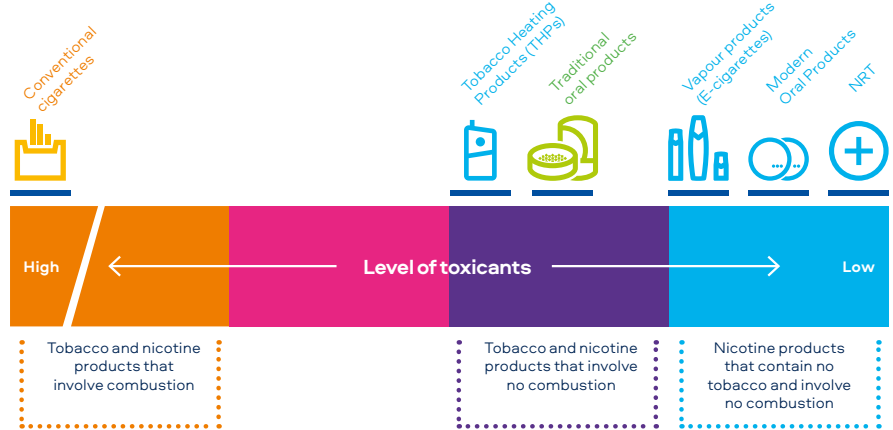 Conventional
cigarettes
Tobacco Heating
Products (THPs)
Traditional
oral products
Vapour products
(E-cigarettes)
Modern
Oral Products
NRT
High
Level of toxicants
Low
Tobacco and nicotine
products that
involve combustion
Tobacco and nicotine
products that involve
no combustion
Nicotine products
that contain no
tobacco and involve
no combustion